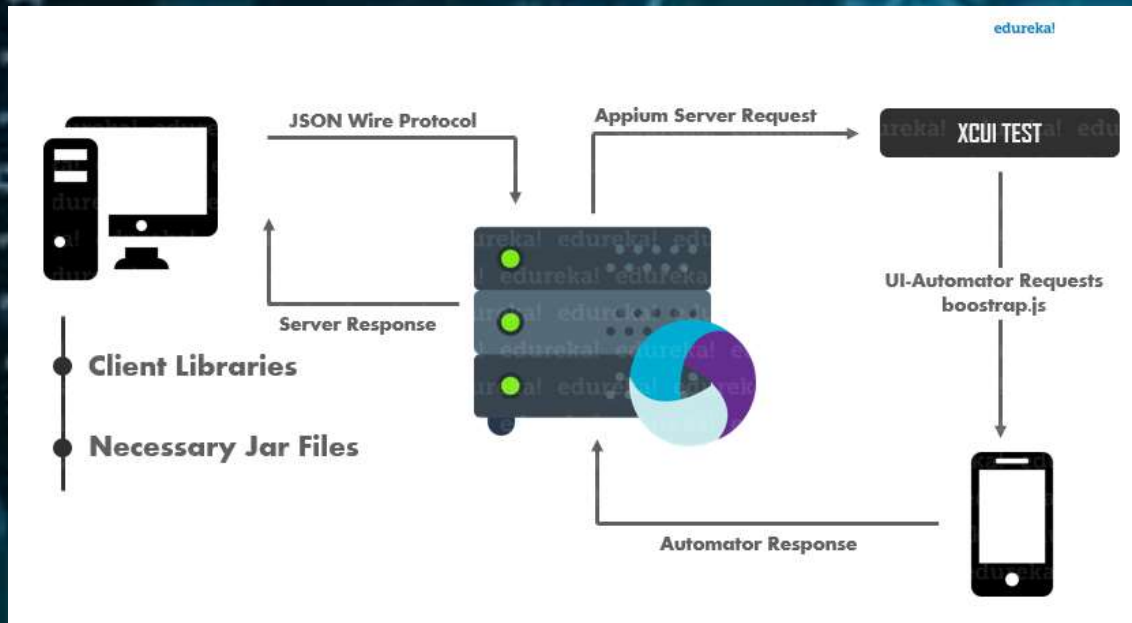 edureka!
JSON Wire Protocol
Appium Server Request
XCUI TEST
UI-Automator Requests
boostrap.js
Server Response
Client Libraries
Necessary Jar Files
Automator Response